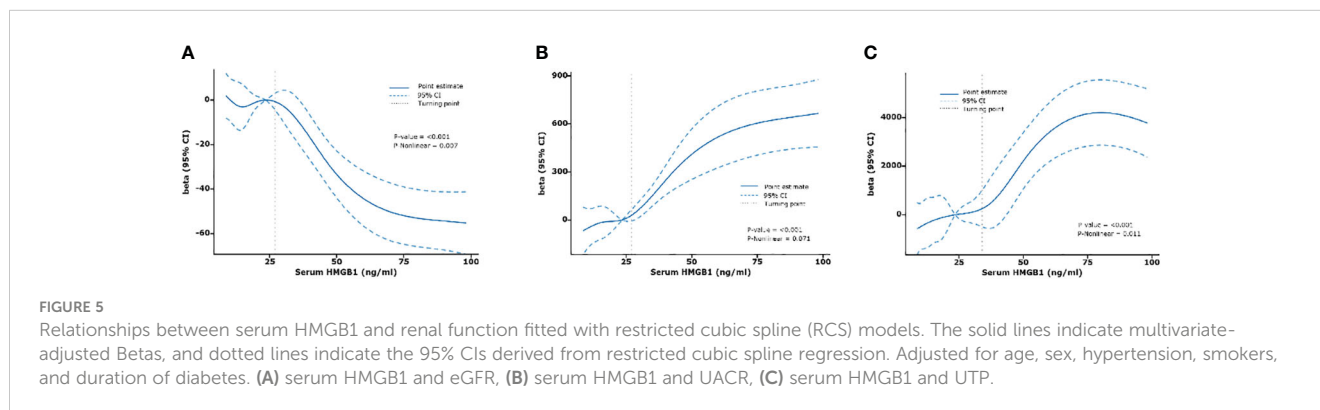 A
0
-20
-40
-60
beta (95% CI)
25
50
75
100
Serum HMGB1 (ng/ml)
Point estimate
95% CI
Turning point
P-value = <0.001
P-Nonlinear = 0.007
B
900
600
300
0
beta (95% CI)
25
50
75
100
Serum HMGB1 (ng/ml)
Point estimate
95% CI
Turning point
P-value = <0.001
P-Nonlinear = 0.071
C
4000
2000
0
beta (95% CI)
25
50
75
100
Serum HMGB1 (ng/ml)
Point estimate
95% CI
Turning point
P-value = <0.001
P-Nonlinear = 0.011
FIGURE 5
Relationships between serum HMGB1 and renal function fitted with restricted cubic spline (RCS) models. The solid lines indicate multivariate-
adjusted Betas, and dotted lines indicate the 95% CIs derived from restricted cubic spline regression. Adjusted for age, sex, hypertension, smokers,
and duration of diabetes. (A) serum HMGB1 and eGFR, (B) serum HMGB1 and UACR, (C) serum HMGB1 and UTP.